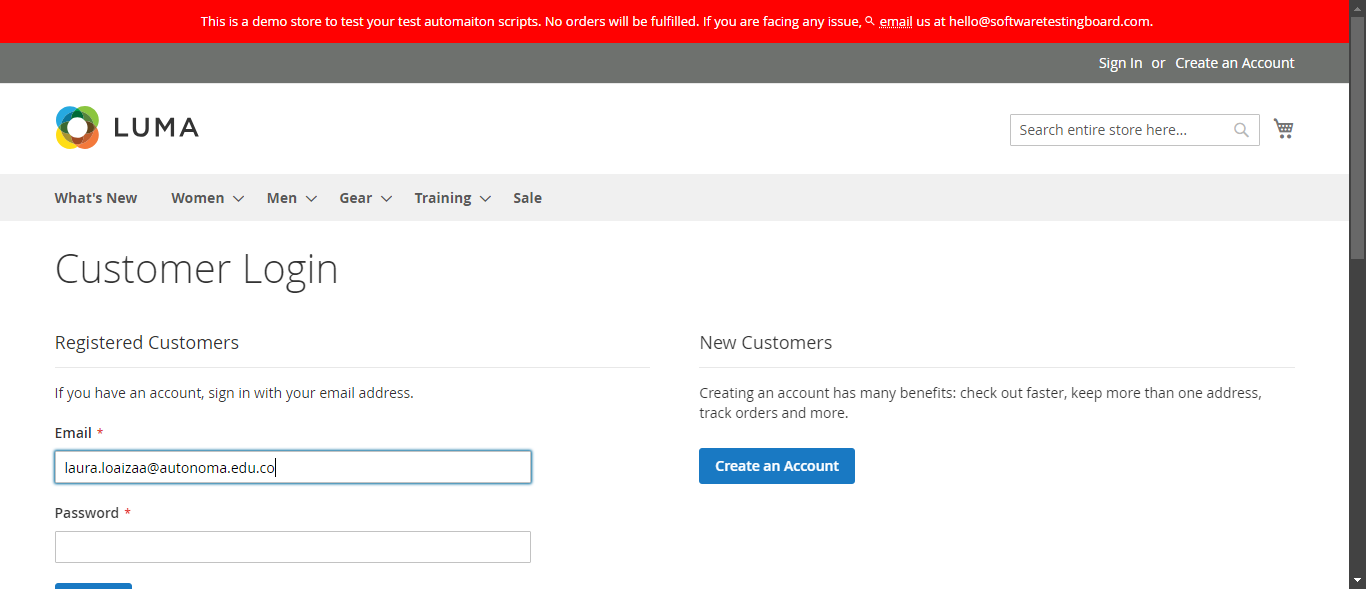 This is a demo store to test your test automaiton scripts. No orders will be fulfilled. If you are facing any issue, email us at hello@softwaretestingboard.com.
Sign In or Create an Account
LUMA
Search entire store here...
What's New Women Men Gear Training Sale
Customer Login
Registered Customers
If you have an account, sign in with your email address.
Email *
laura.loaizaa@autonoma.edu.co
Password *
New Customers
Creating an account has many benefits: check out faster, keep more than one address,
track orders and more.
Create an Account